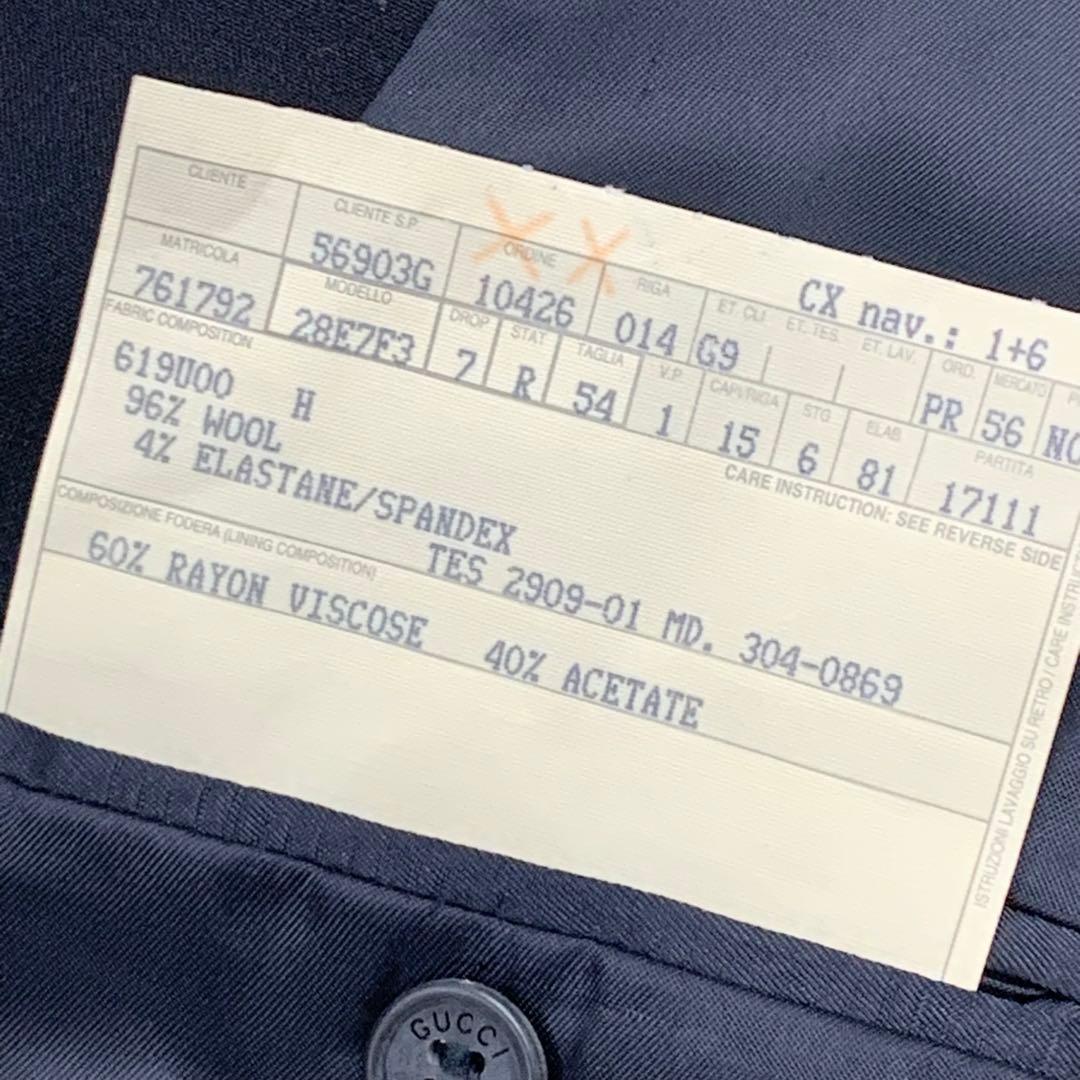 CLIENTE
CLIENTE S.P
ORDINE
RIGA
CX nav.: 1+6
56903G
10426
014
ET. CLI
ET. TES.
ET. LAV.
ORD.
MERCATO
G9
PR
56
MATRICOLA
MODELLO
DROP
STAT
TAGLIA
V.P.
CAPI/RIGA
STG
ELAB
PARTITA
761792
28E7F3
7
R
54
1
15
6
81
17111
FABRIC COMPOSITION
CARE INSTRUCTION: SEE REVERSE SIDE
619U00 H
96% WOOL
4% ELASTANE/SPANDEX
TES 2909-01 MD. 304-0869
COMPOSIZIONE FODERA (LINING COMPOSITION)
60% RAYON VISCOSE 40% ACETATE
ISTRUZIONI LAVAGGIO SU RETRO / CARE
GUCCI